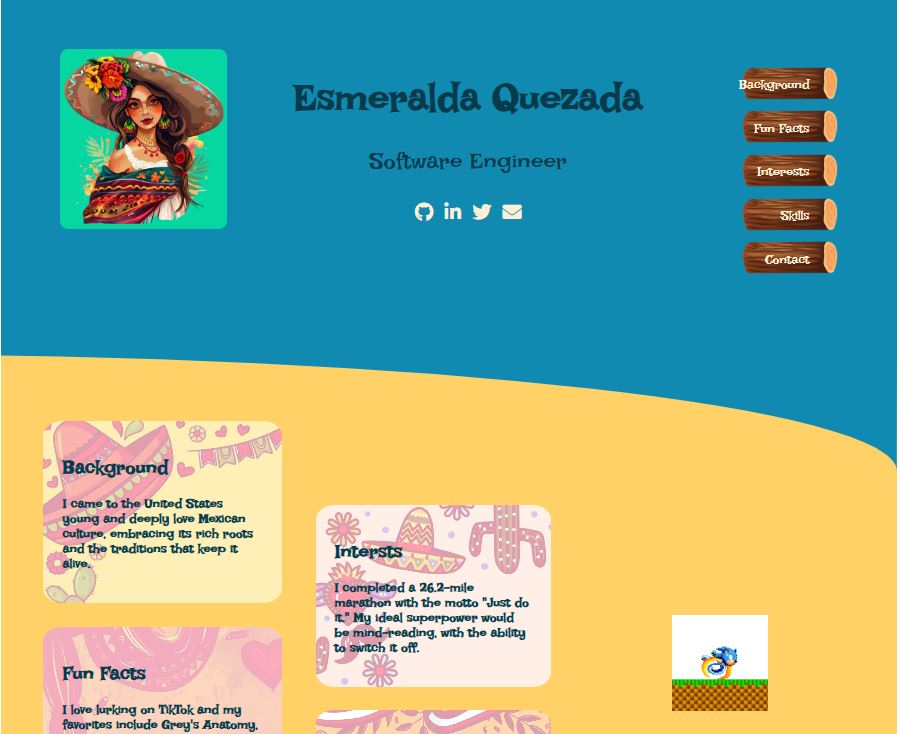 Esmeralda Quezada
Software Engineer
Background
Fun Facts
Interests
Skills
Contact
Background
I came to the United States
young and deeply love Mexican
culture, embracing its rich roots
and the traditions that keep it
alive.
Intersts
I completed a 26.2-mile
marathon with the motto "Just do
it." My ideal superpower would
be mind-reading, with the ability
to switch it off.
Fun Facts
I love lurking on TikTok and my
favorites include Grey's Anatomy,